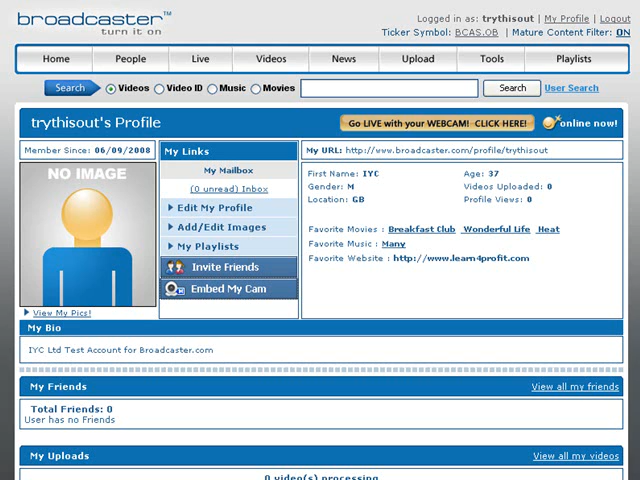 broadcaster™
turn it on
Logged in as: trythisout | My Profile | Logout
Ticker Symbol: BCAS.OB | Mature Content Filter: ON
Home People Live Videos News Upload Tools Playlists
Search Videos Video ID Music Movies Search User Search
trythisout's Profile
Go LIVE with your WEBCAM! CLICK HERE!
online now!
Member Since: 06/09/2008
NO IMAGE
View My Pics!
My Links
My Mailbox
(0 unread) Inbox
Edit My Profile
Add/Edit Images
My Playlists
Invite Friends
Embed My Cam
My URL: http://www.broadcaster.com/profile/trythisout
First Name: IYC Age: 37
Gender: M Videos Uploaded: 0
Location: GB Profile Views: 0
Favorite Movies : Breakfast Club Wonderful Life Heat
Favorite Music : Many
Favorite Website : http://www.learn4profit.com
My Bio
IYC Ltd Test Account for Broadcaster.com
My Friends View all my friends
Total Friends: 0
User has no Friends
My Uploads View all my videos
0 video(s) processing